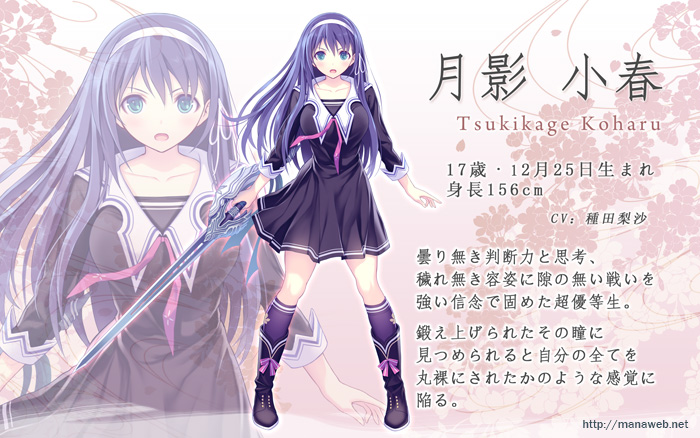 月影 小春
Tsukikage Koharu
17歳・12月25日生まれ
身長156cm
CV: 種田梨沙
曇り無き判断力と思考、
穢れ無き容姿に隙の無い戦いを
強い信念で固めた超優等生。
鍛え上げられたその瞳に
見つめられると自分の全てを
丸裸にされたかのような感覚に
陥る。
http://manaweb.net